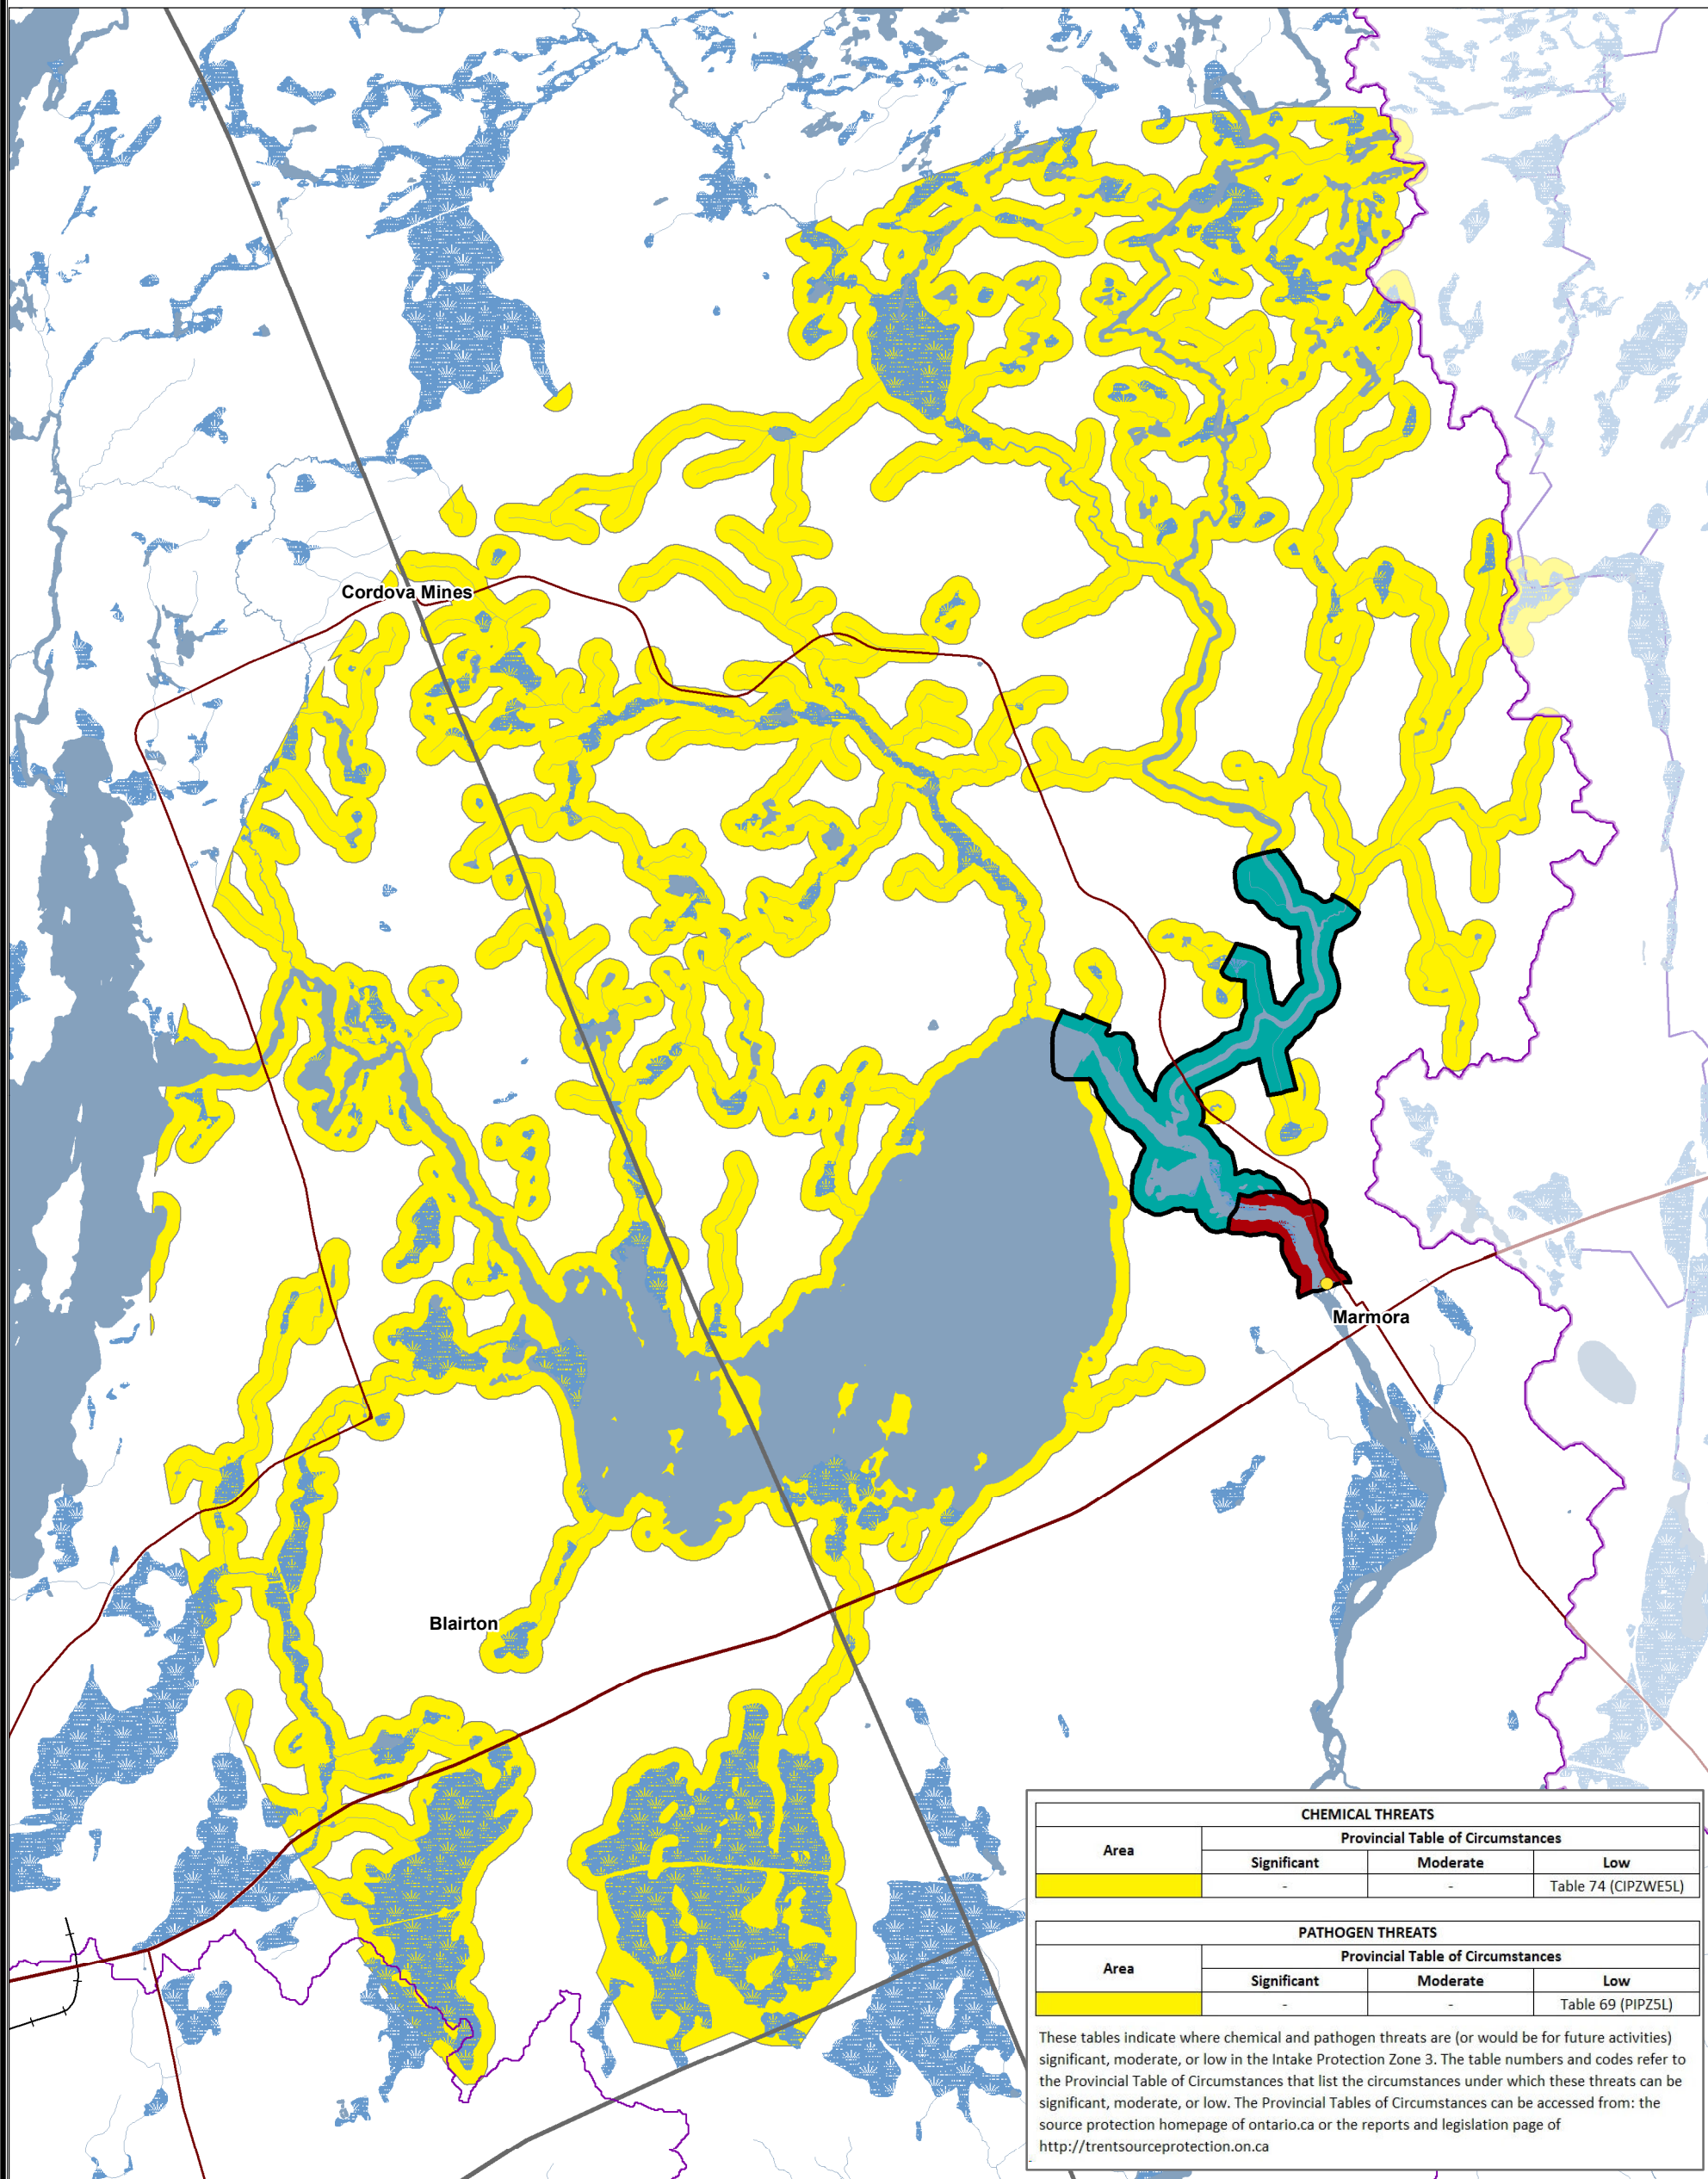 Cordova Mines
Marmora
Blairton
CHEMICAL THREATS
Area
Provincial Table of Circumstances
Significant
Moderate
Low
-
-
Table 74 (CIPZWE5L)
PATHOGEN THREATS
Area
Provincial Table of Circumstances
Significant
Moderate
Low
-
-
Table 69 (PIPZ5L)
These tables indicate where chemical and pathogen threats are (or would be for future activities)
significant, moderate, or low in the Intake Protection Zone 3. The table numbers and codes refer to
the Provincial Table of Circumstances that list the circumstances under which these threats can be
significant, moderate, or low. The Provincial Tables of Circumstances can be accessed from: the
source protection homepage of ontario.ca or the reports and legislation page of
http://trentsourceprotection.on.ca